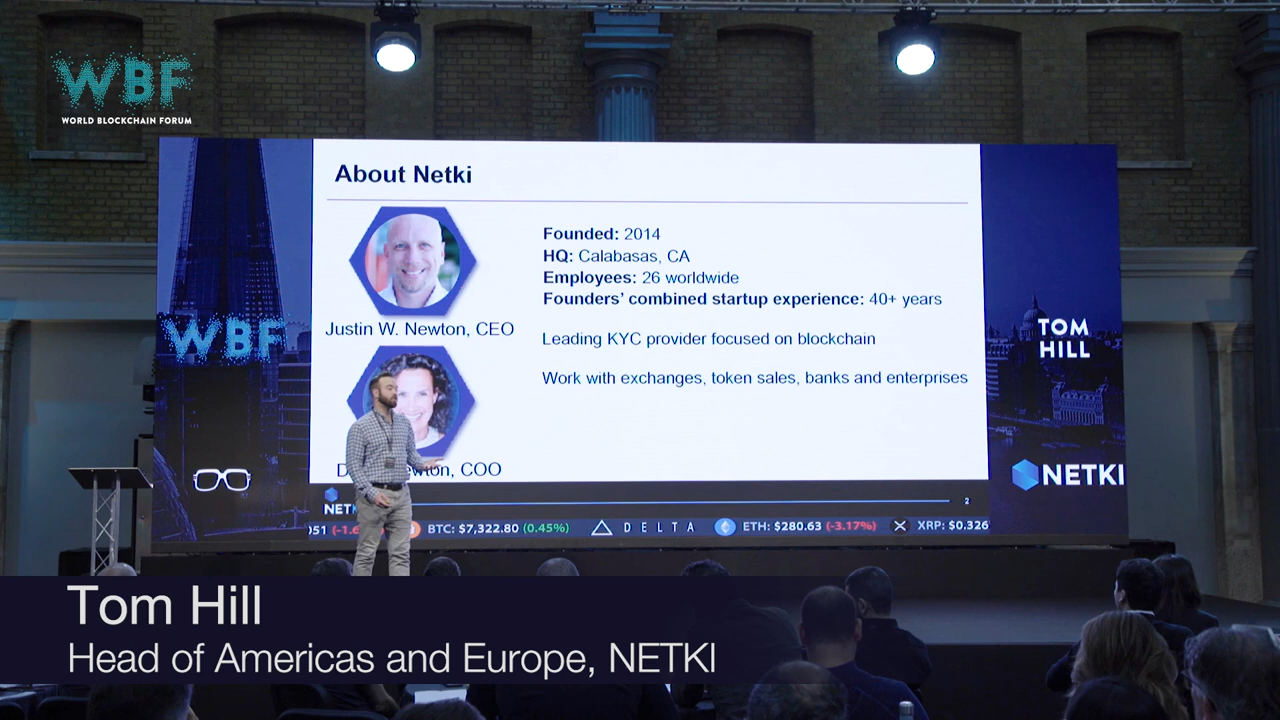 WBF
WORLD BLOCKCHAIN FORUM
About Netki
Founded: 2014
HQ: Calabasas, CA
Employees: 26 worldwide
Founders' combined startup experience: 40+ years
Justin W. Newton, CEO
Leading KYC provider focused on blockchain
Work with exchanges, token sales, banks and enterprises
COO
WBF
TOM
HILL
NETKI
2
BTC: $7,322.80 (0.45%) DELTA ETH: $280.63 (-3.17%) XRP: $0.326
Tom Hill
Head of Americas and Europe, NETKI